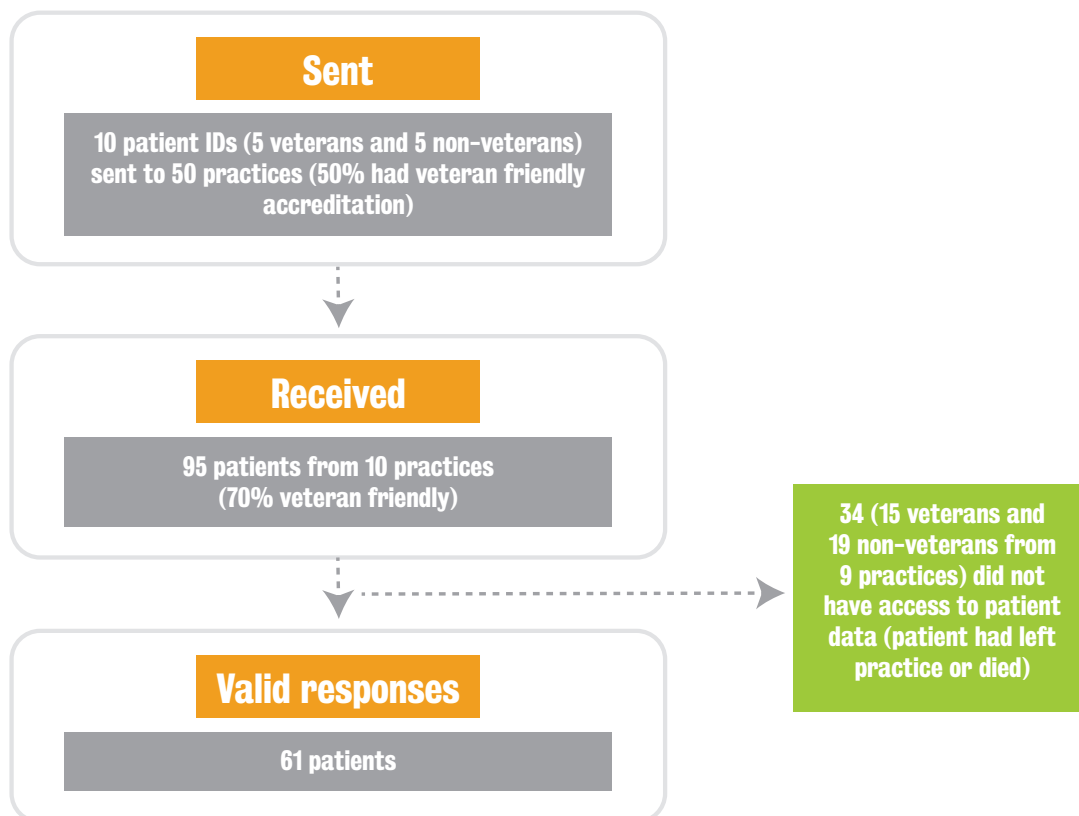 Sent
10 patient IDs (5 veterans and 5 non-veterans)
sent to 50 practices (50% had veteran friendly
accreditation)
Received
95 patients from 10 practices
(70% veteran friendly)
34 (15 veterans and
19 non-veterans from
9 practices) did not
have access to patient
data (patient had left
practice or died)
Valid responses
61 patients